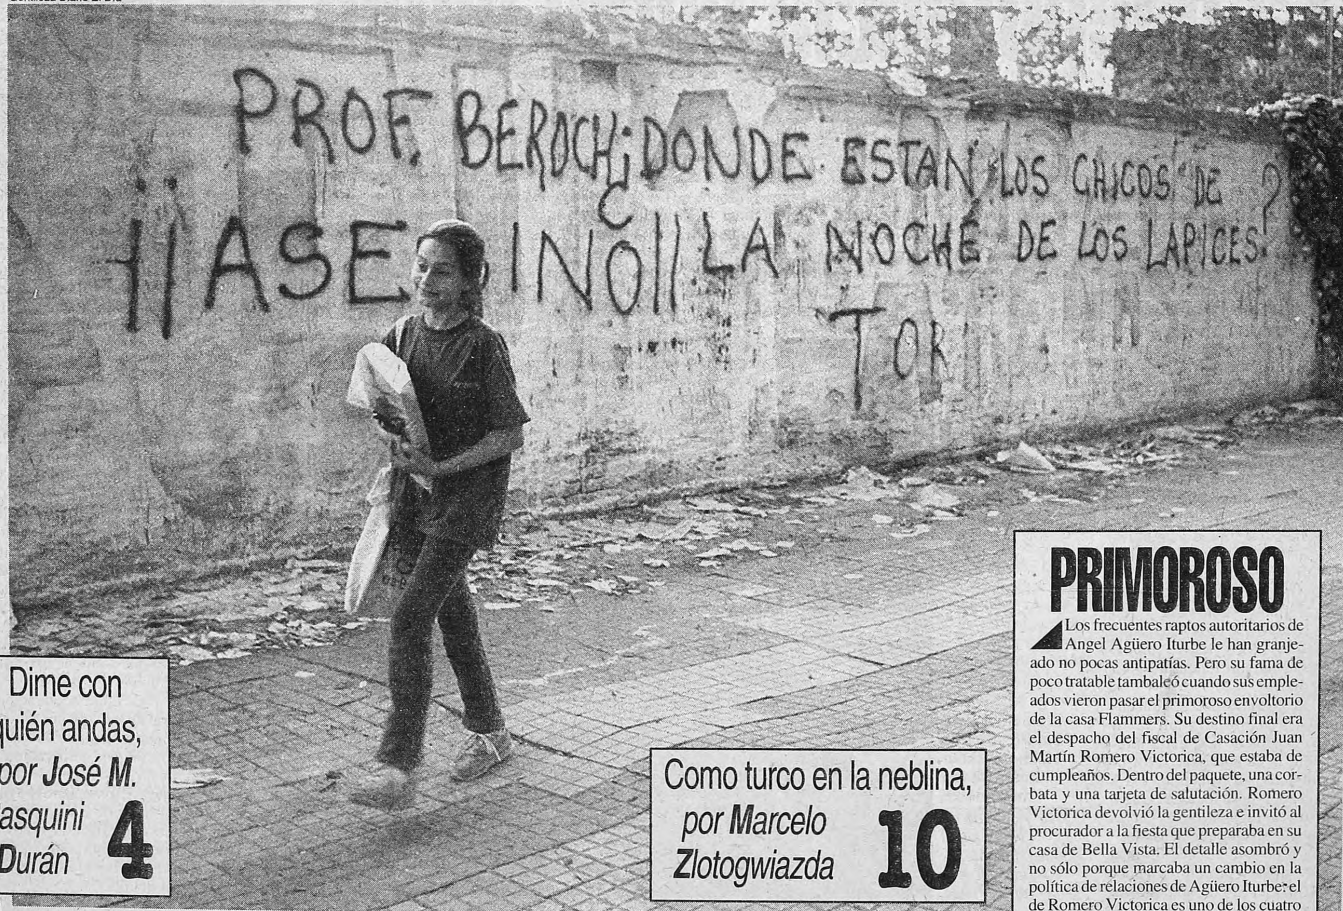 PROF. BEROCH ¿DONDE ESTAN "LOS CHICOS" DE
¡¡ASE INO!! LA NOCHE DE LOS LAPICES?
TOR
Dime con
quién andas,
por José M.
asquini
Durán 4
Como turco en la neblina,
por Marcelo
Zlotogwiazda 10
PRIMOROSO
Los frecuentes raptos autoritarios de
Angel Agüero Iturbe le han granje-
ado no pocas antipatías. Pero su fama de
poco tratable tambaleó cuando sus emple-
ados vieron pasar el primoroso envoltorio
de la casa Flammers. Su destino final era
el despacho del fiscal de Casación Juan
Martín Romero Victorica, que estaba de
cumpleaños. Dentro del paquete, una cor-
bata y una tarjeta de salutación. Romero
Victorica devolvió la gentileza e invitó al
procurador a la fiesta que preparaba en su
casa de Bella Vista. El detalle asombró y
no sólo porque marcaba un cambio en la
política de relaciones de Agüero Iturbe: el
de Romero Victorica es uno de los cuatro